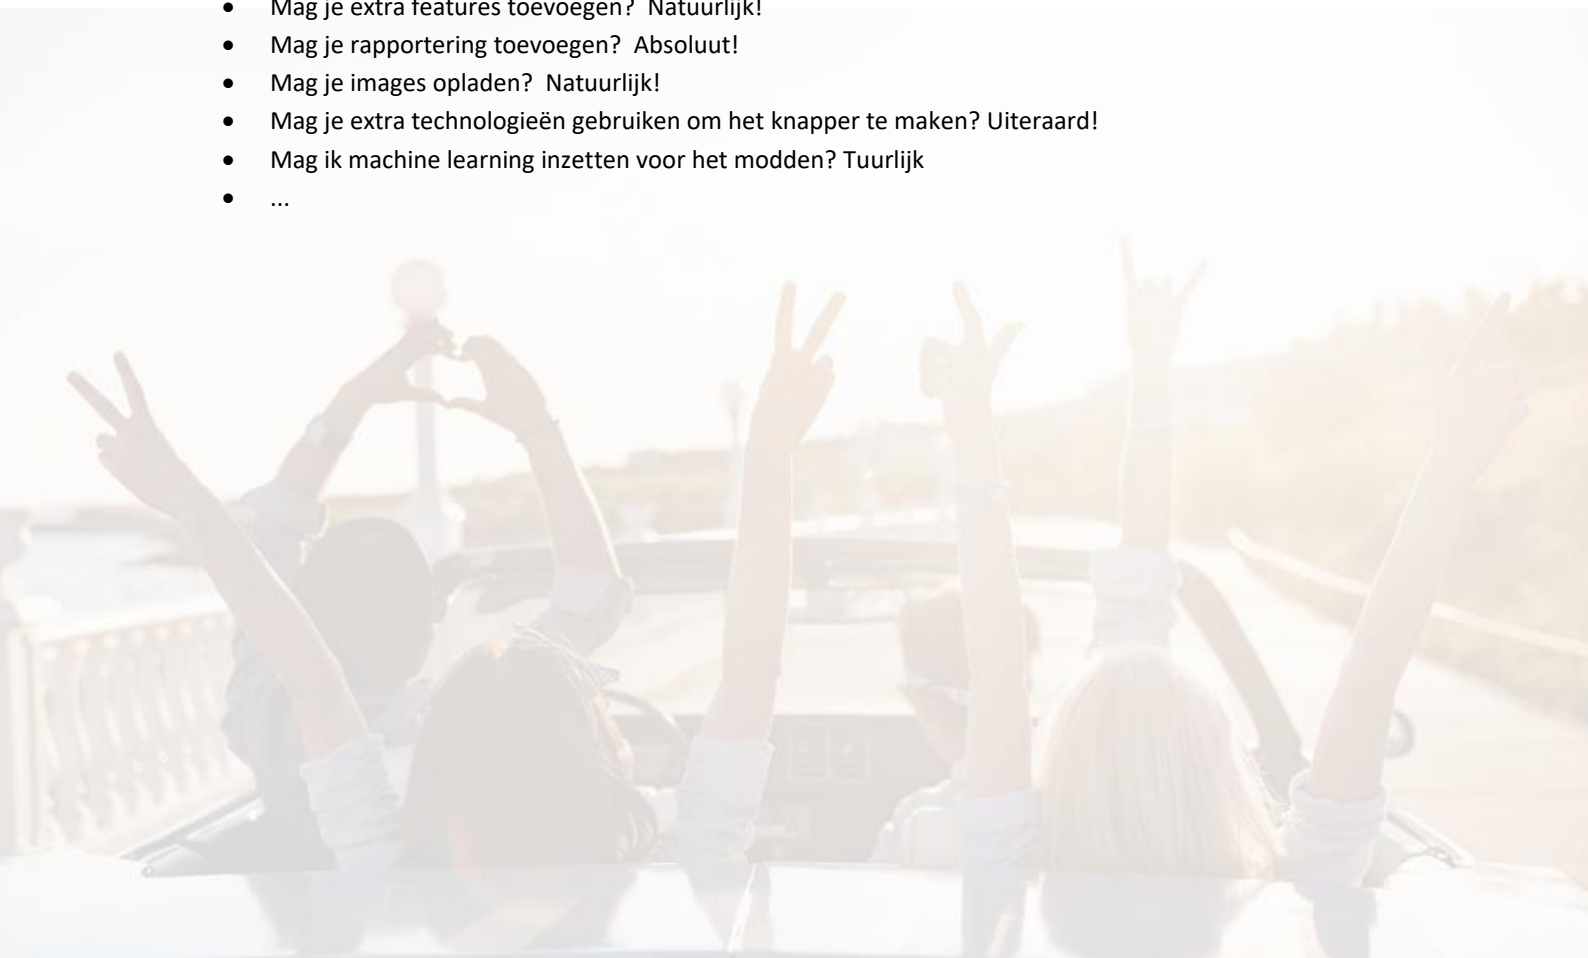 • Mag je extra features toevoegen?  Natuurlijk!
• Mag je rapportering toevoegen?  Absoluut!
• Mag je images opladen?  Natuurlijk!
• Mag je extra technologieën gebruiken om het knapper te maken? Uiteraard!
• Mag ik machine learning inzetten voor het modden? Tuurlijk
• ...